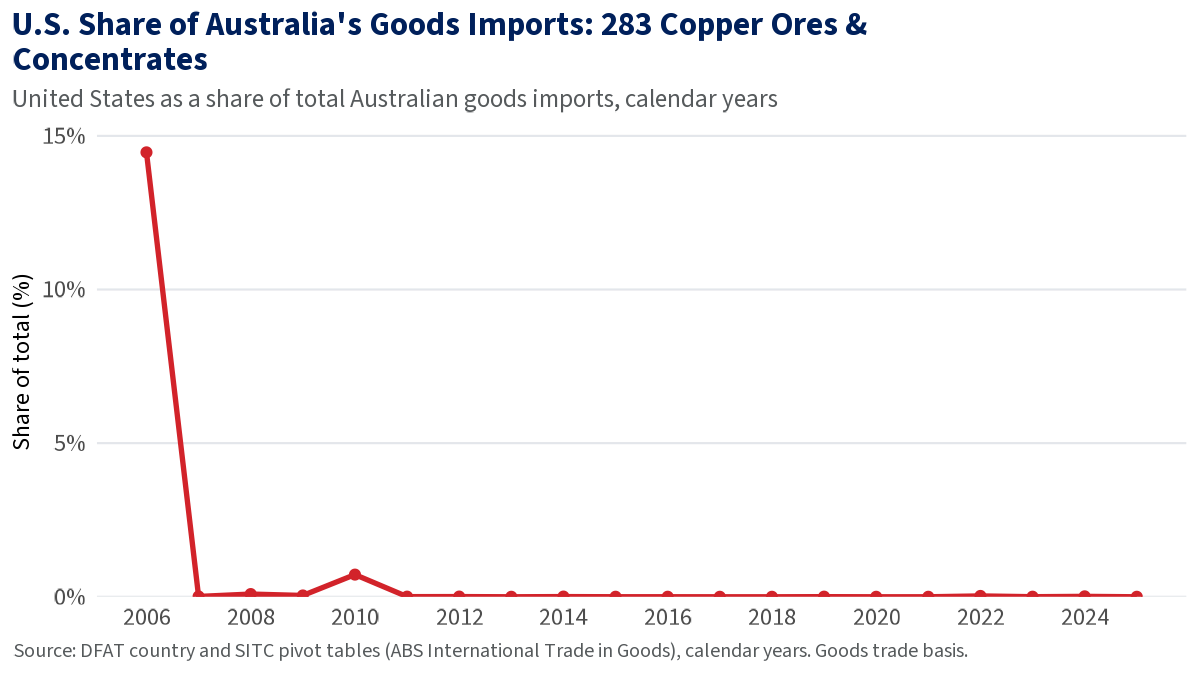 U.S. Share of Australia's Goods Imports: 283 Copper Ores &
Concentrates
United States as a share of total Australian goods imports, calendar years
Share of total (%)
15%
10%
5%
0%
2006 2008 2010 2012 2014 2016 2018 2020 2022 2024
Source: DFAT country and SITC pivot tables (ABS International Trade in Goods), calendar years. Goods trade basis.